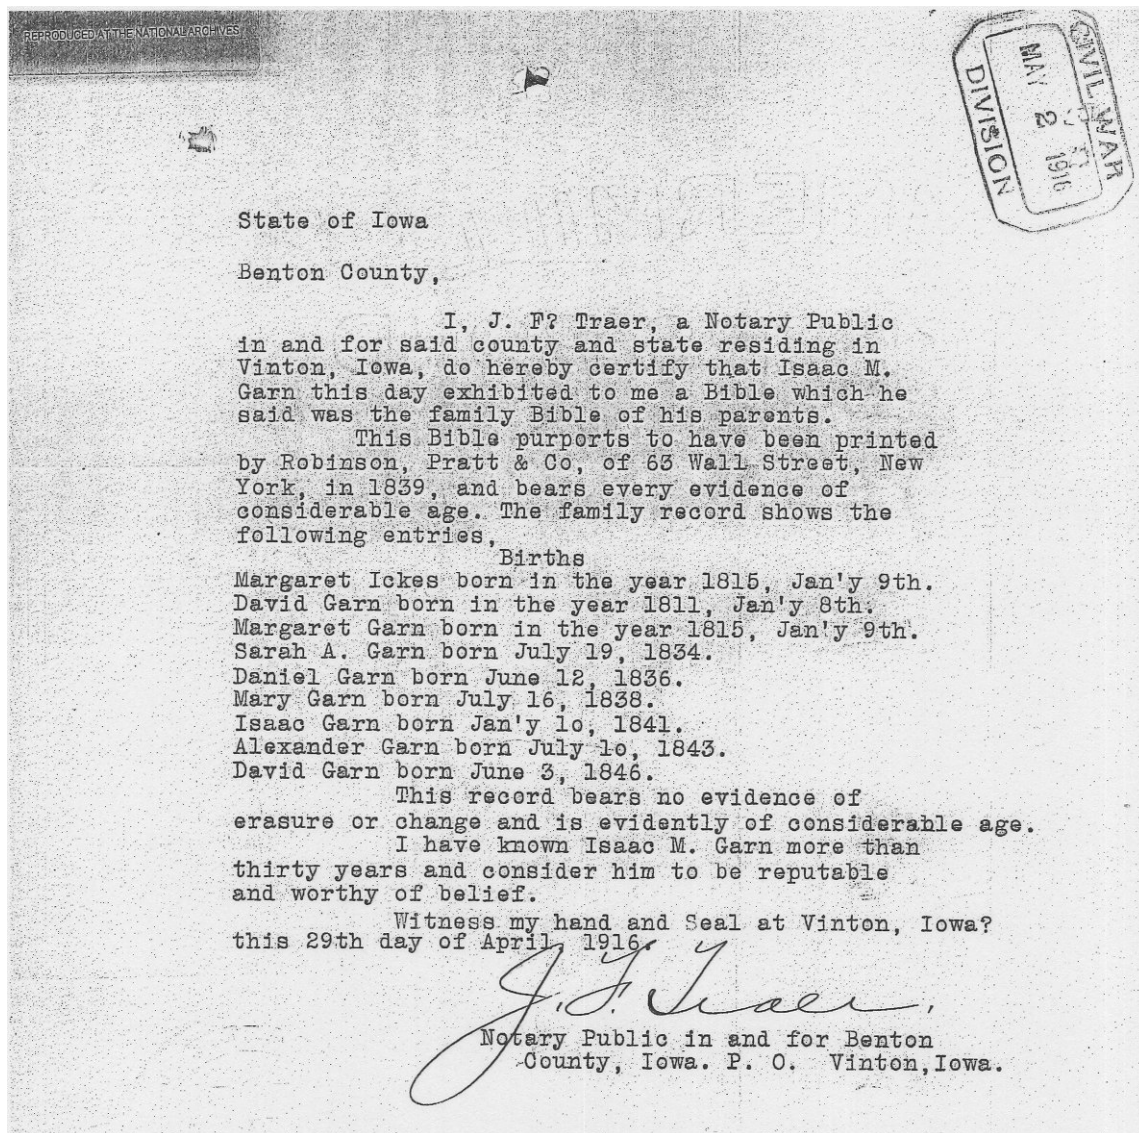 REPRODUCED AT THE NATIONAL ARCHIVES
CIVIL WAR
MAY 2 1916
DIVISION
State of Iowa
Benton County,
I, J. F? Traer, a Notary Public
in and for said county and state residing in
Vinton, Iowa, do hereby certify that Isaac M.
Garn this day exhibited to me a Bible which he
said was the family Bible of his parents.
This Bible purports to have been printed
by Robinson, Pratt & Co, of 63 Wall Street, New
York, in 1839, and bears every evidence of
considerable age. The family record shows the
following entries,
Births
Margaret Ickes born in the year 1815, Jan'y 9th.
David Garn born in the year 1811, Jan'y 8th.
Margaret Garn born in the year 1815, Jan'y 9th.
Sarah A. Garn born July 19, 1834.
Daniel Garn born June 12, 1836.
Mary Garn born July 16, 1838.
Isaac Garn born Jan'y 1o, 1841.
Alexander Garn born July 1o, 1843.
David Garn born June 3, 1846.
This record bears no evidence of
erasure or change and is evidently of considerable age.
I have known Isaac M. Garn more than
thirty years and consider him to be reputable
and worthy of belief.
Witness my hand and Seal at Vinton, Iowa?
this 29th day of April, 1916.
J. F. Traer.
Notary Public in and for Benton
County, Iowa. P. O. Vinton, Iowa.